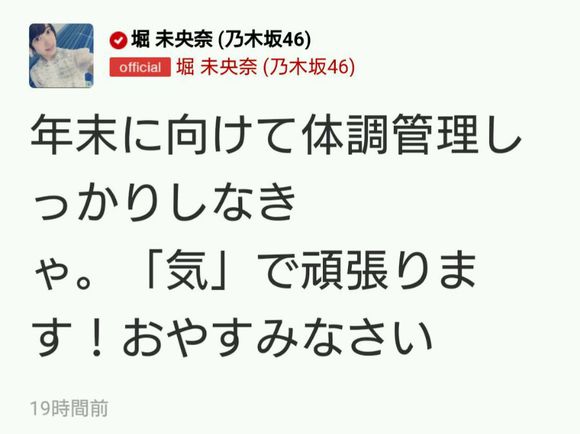 堀 未央奈 (乃木坂46)
official 堀 未央奈 (乃木坂46)
年末に向けて体調管理し
っかりしなき
ゃ。「気」で頑張りま
す！おやすみなさい
19時間前